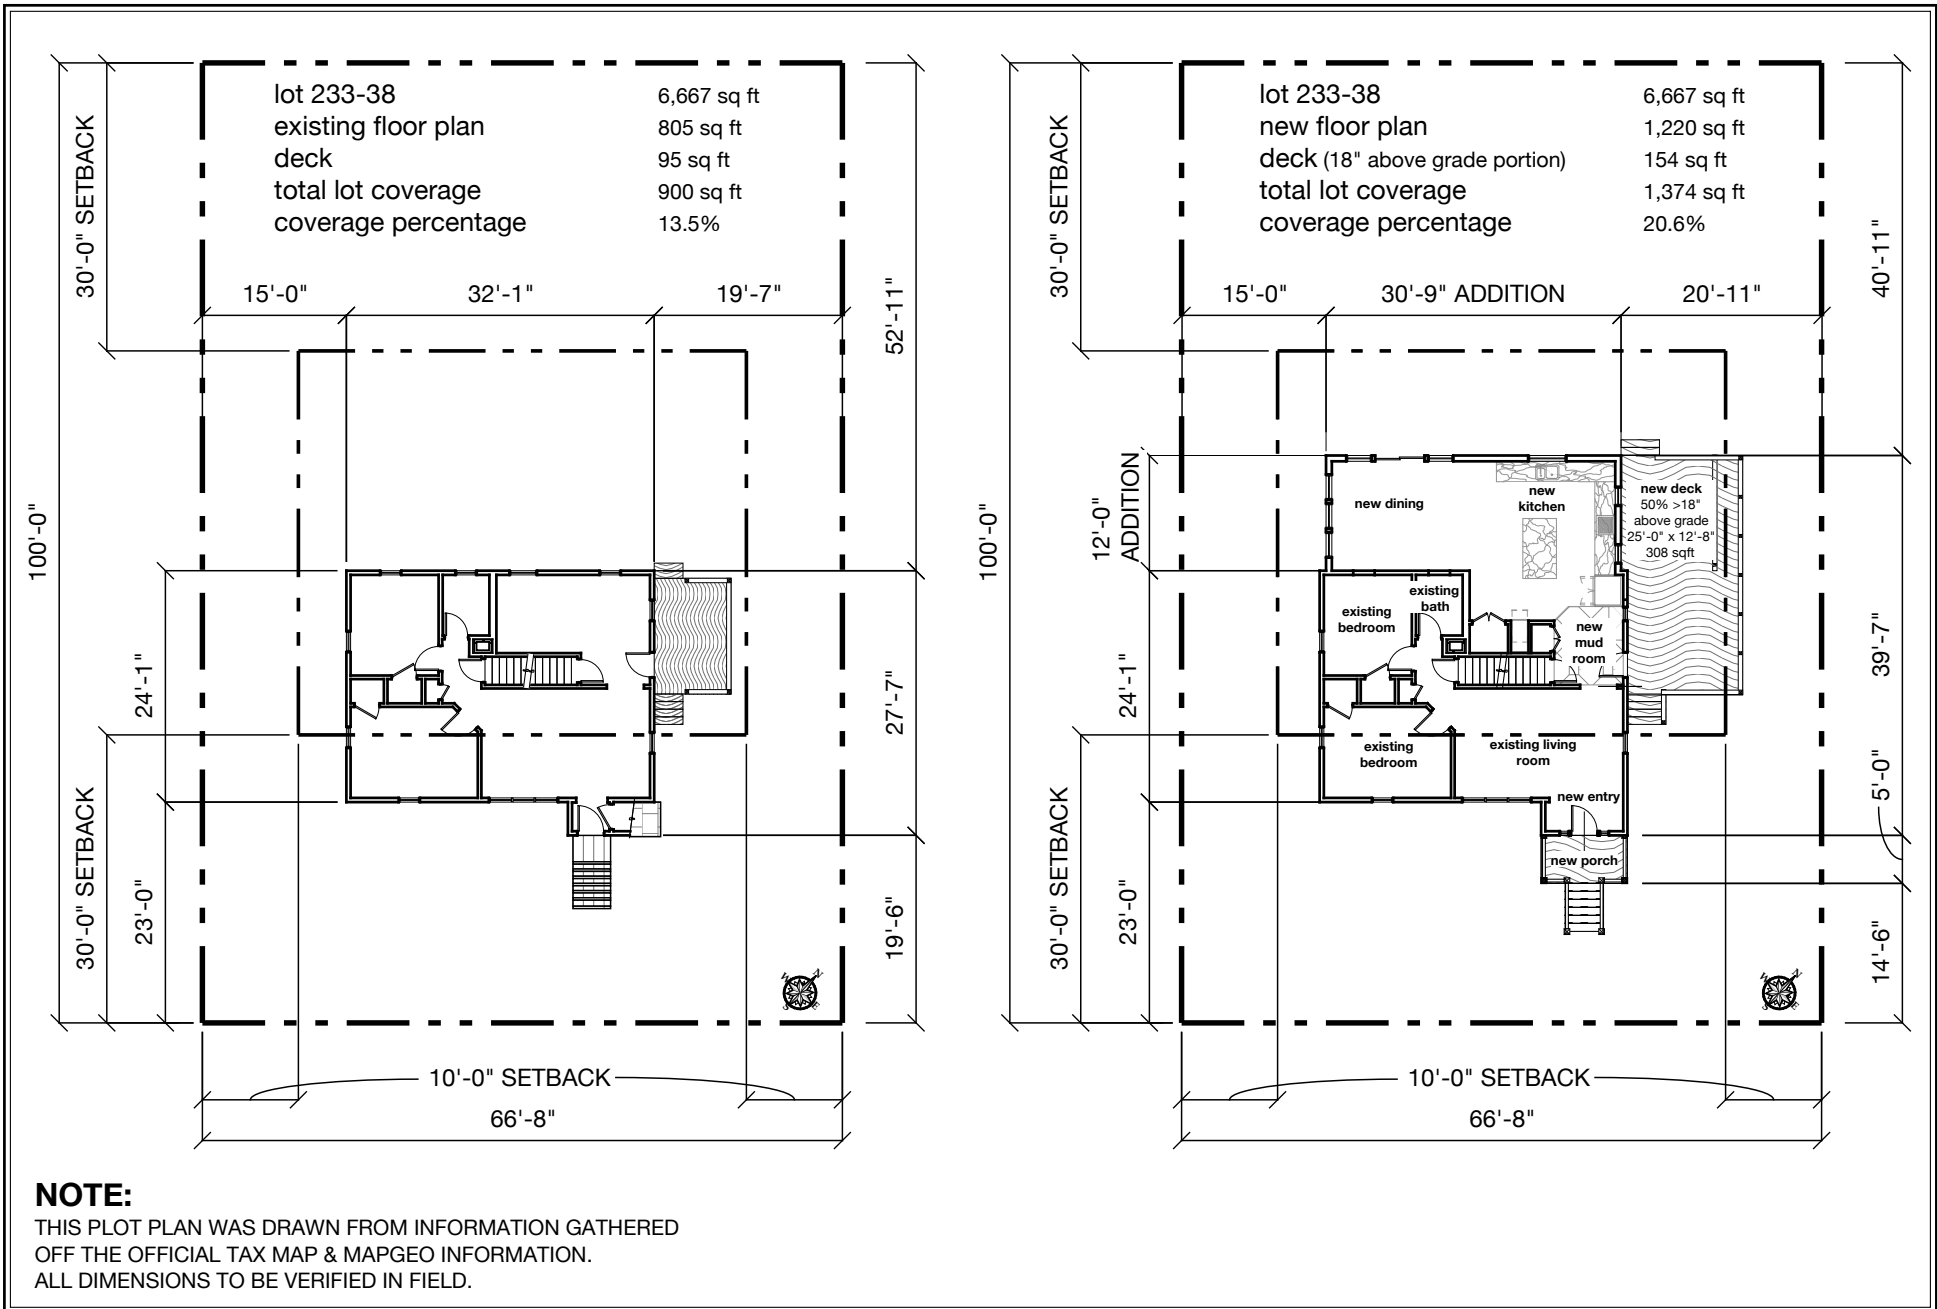 lot 233-38 6,667 sq ft
existing floor plan 805 sq ft
deck 95 sq ft
total lot coverage 900 sq ft
coverage percentage 13.5%
30'-0" SETBACK
15'-0" 32'-1" 19'-7"
52'-11"
100'-0"
24'-1"
27'-7"
30'-0" SETBACK
23'-0"
19'-6"
W N
S E
10'-0" SETBACK
66'-8"
lot 233-38 6,667 sq ft
new floor plan 1,220 sq ft
deck (18" above grade portion) 154 sq ft
total lot coverage 1,374 sq ft
coverage percentage 20.6%
30'-0" SETBACK
40'-11"
15'-0" 30'-9" ADDITION 20'-11"
100'-0"
12'-0"
ADDITION
new dining
new
kitchen
new deck
50% >18"
above grade
25'-0" x 12'-8"
308 sqft
existing
bedroom
existing
bath
new
mud
room
24'-1"
39'-7"
existing
bedroom
existing living
room
new entry
new porch
5'-0"
30'-0" SETBACK
23'-0"
14'-6"
W N
S E
10'-0" SETBACK
66'-8"
NOTE:
THIS PLOT PLAN WAS DRAWN FROM INFORMATION GATHERED
OFF THE OFFICIAL TAX MAP & MAPGEO INFORMATION.
ALL DIMENSIONS TO BE VERIFIED IN FIELD.